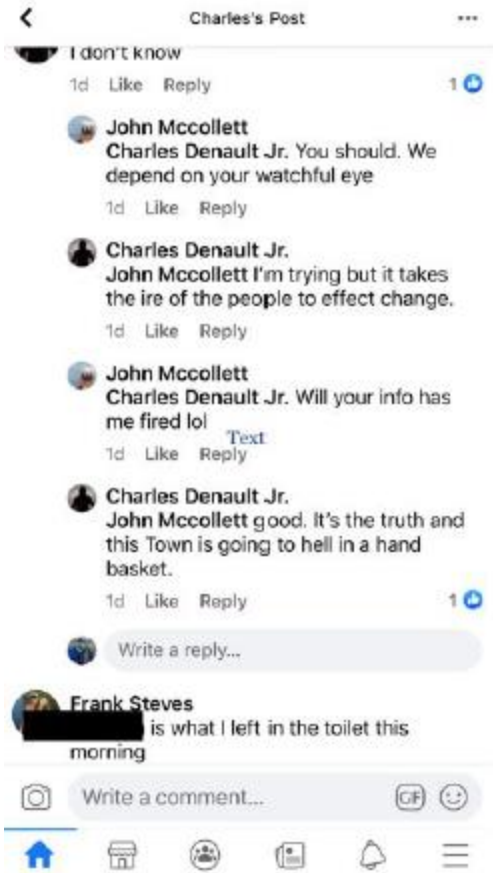 Charles's Post
I don't know
1d Like Reply 1
John Mccollett
Charles Denault Jr. You should. We
depend on your watchful eye
1d Like Reply
Charles Denault Jr.
John Mccollett I'm trying but it takes
the ire of the people to effect change.
1d Like Reply
John Mccollett
Charles Denault Jr. Will your info has
me fired lol
Text
1d Like Reply
Charles Denault Jr.
John Mccollett good. It's the truth and
this Town is going to hell in a hand
basket.
1d Like Reply 1
Write a reply...
Frank Steves
is what I left in the toilet this
morning
Write a comment... GIF